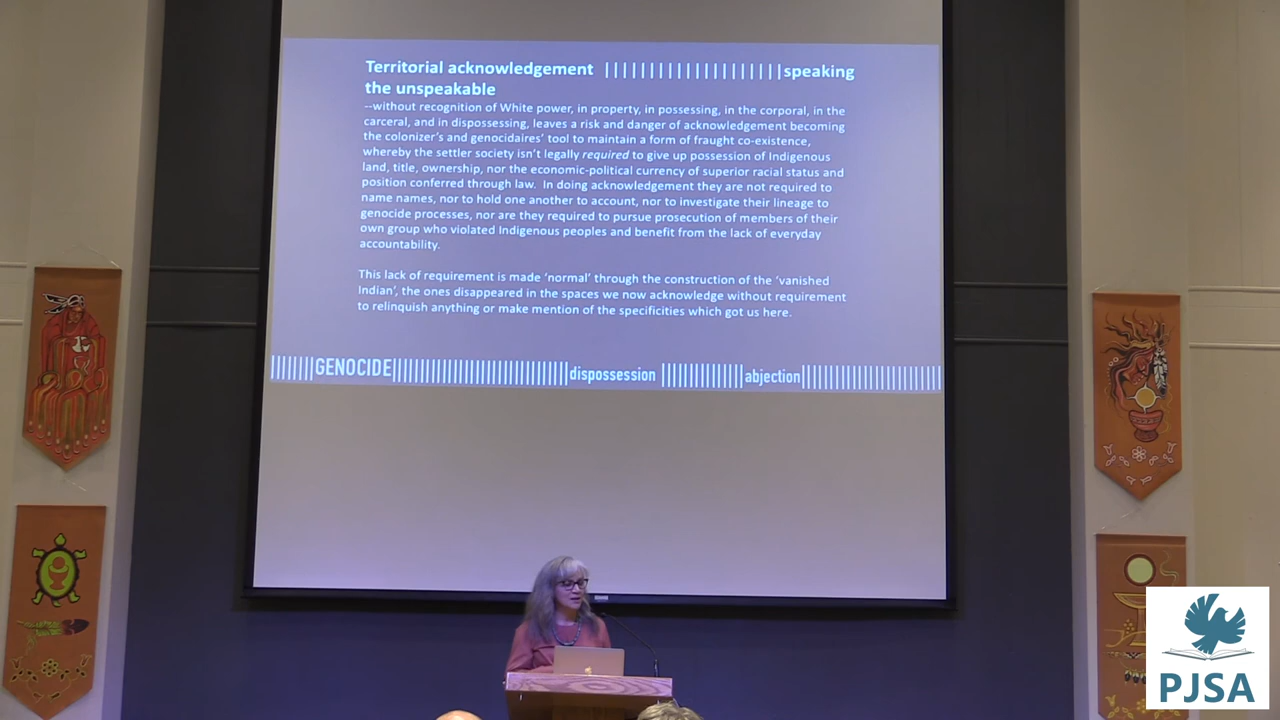 Territorial acknowledgement ||||||||||||||||||||speaking
the unspeakable
--without recognition of White power, in property, in possessing, in the corporal, in the
carceral, and in dispossessing, leaves a risk and danger of acknowledgement becoming
the colonizer's and genocidaires' tool to maintain a form of fraught co-existence,
whereby the settler society isn't legally required to give up possession of Indigenous
land, title, ownership, nor the economic-political currency of superior racial status and
position conferred through law. In doing acknowledgement they are not required to
name names, nor to hold one another to account, nor to investigate their lineage to
genocide processes, nor are they required to pursue prosecution of members of their
own group who violated Indigenous peoples and benefit from the lack of everyday
accountability.
This lack of requirement is made 'normal' through the construction of the 'vanished
Indian', the ones disappeared in the spaces we now acknowledge without requirement
to relinquish anything or make mention of the specificities which got us here.
|||||||GENOCIDE||||||||||||||||||||||||||||||dispossession ||||||||||||||abjection|||||||||||||||||||||||
PJSA